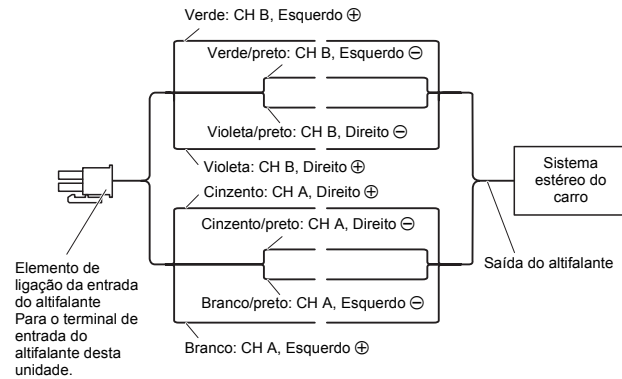 Verde: CH B, Esquerdo ⊕
Verde/preto: CH B, Esquerdo ⊖
Violeta/preto: CH B, Direito ⊖
Violeta: CH B, Direito ⊕
Cinzento: CH A, Direito ⊕
Cinzento/preto: CH A, Direito ⊖
Branco/preto: CH A, Esquerdo ⊖
Branco: CH A, Esquerdo ⊕
Elemento de
ligação da entrada
do altifalante
Para o terminal de
entrada do
altifalante desta
unidade.
Sistema
estéreo do
carro
Saída do altifalante